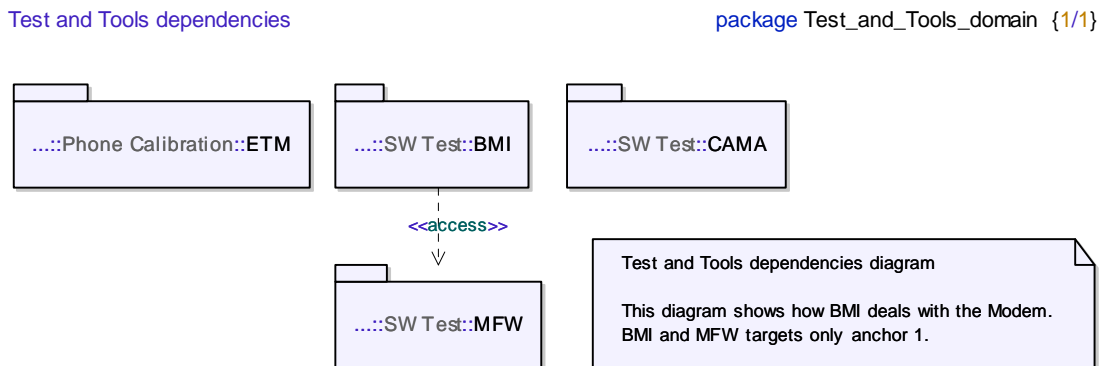 Test and Tools dependencies
package Test_and_Tools_domain {1/1}
...::Phone Calibration::ETM
...::SW Test::BMI
...::SW Test::CAMA
<<access>>
Test and Tools dependencies diagram
...::SW Test::MFW
This diagram shows how BMI deals with the Modem.
BMI and MFW targets only anchor 1.